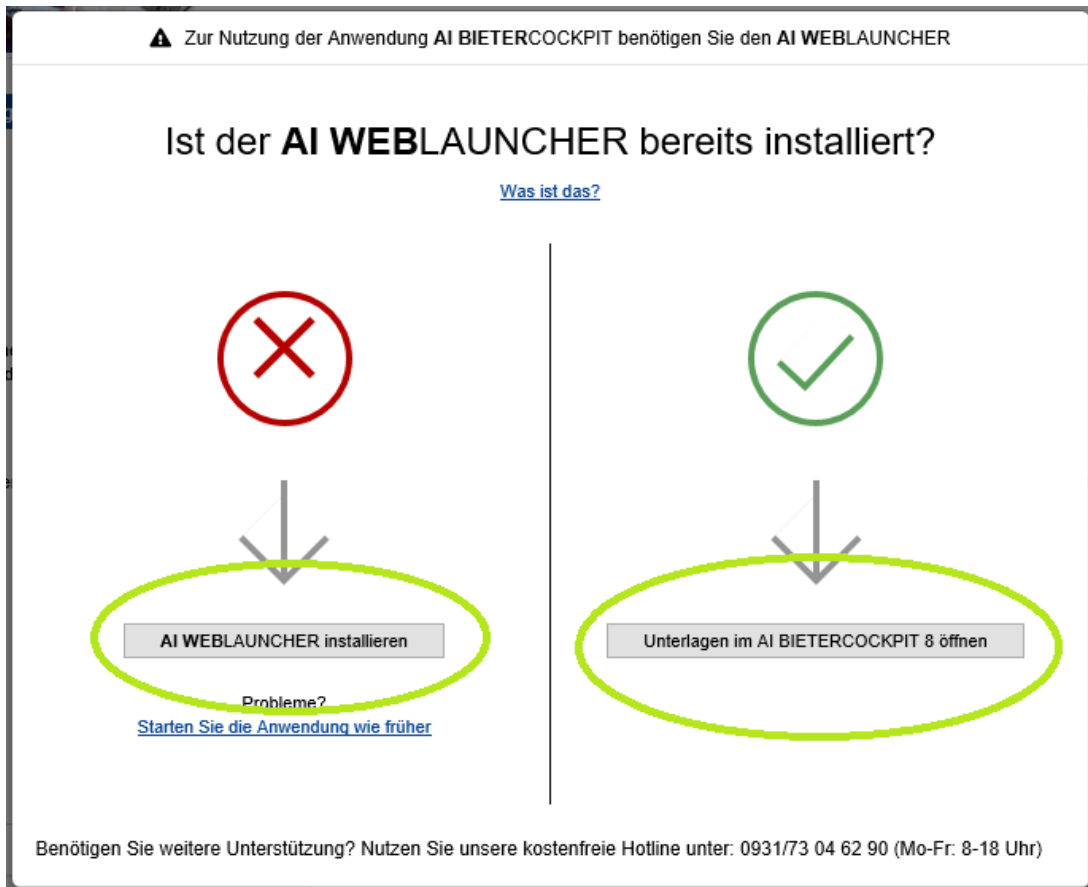 Zur Nutzung der Anwendung AI BIETERCOCKPIT benötigen Sie den AI WEBLAUNCHER
Ist der AI WEBLAUNCHER bereits installiert?
Was ist das?
AI WEBLAUNCHER installieren
Probleme?
Starten Sie die Anwendung wie früher
Unterlagen im AI BIETERCOCKPIT 8 öffnen
Benötigen Sie weitere Unterstützung? Nutzen Sie unsere kostenfreie Hotline unter: 0931/73 04 62 90 (Mo-Fr: 8-18 Uhr)